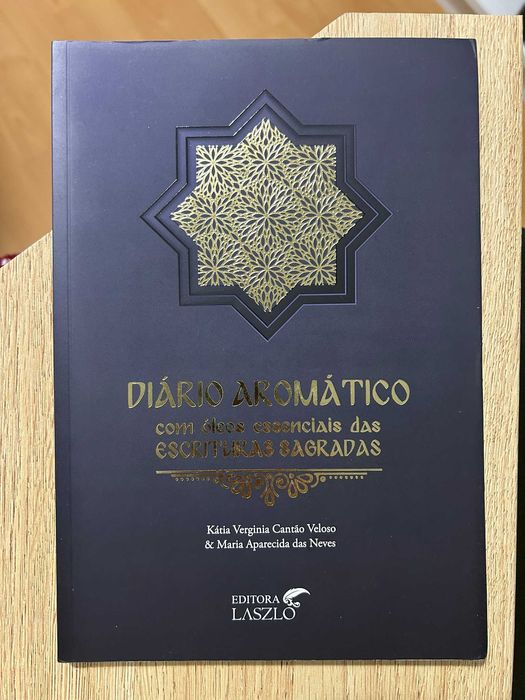 DIÁRIO AROMÁTICO
com óleos essenciais das
ESCRITURAS SAGRADAS
Kátia Verginia Cantão Veloso
& Maria Aparecida das Neves
EDITORA
LASZLO